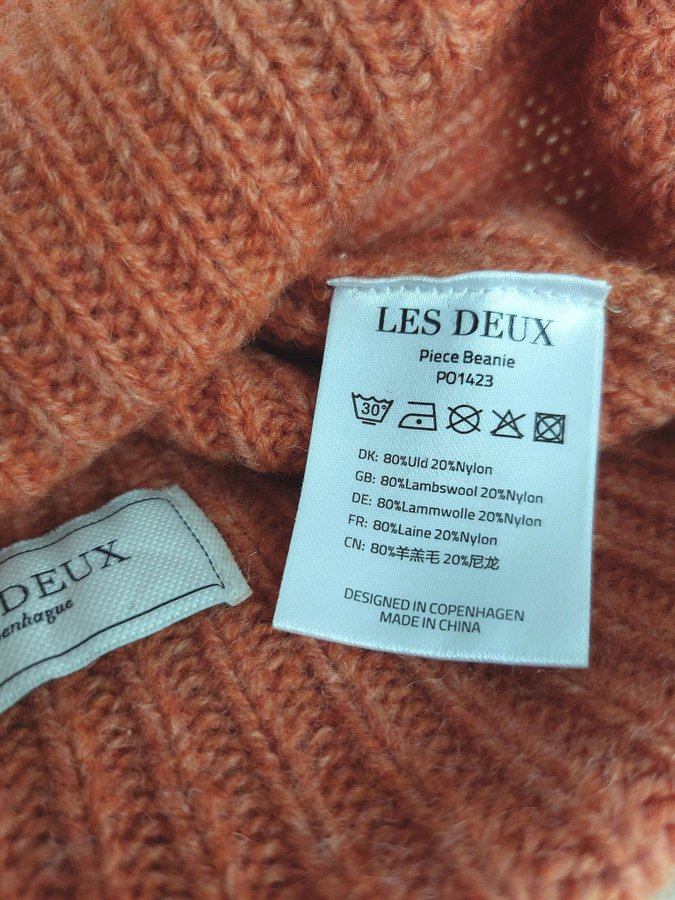 LES DEUX
Piece Beanie
PO1423
30°
DK: 80%Uld 20%Nylon
GB: 80%Lambswool 20%Nylon
DE: 80%Lammwolle 20%Nylon
FR: 80%Laine 20%Nylon
CN: 80%羊羔毛 20%尼龙
DESIGNED IN COPENHAGEN
MADE IN CHINA
DEUX
enhague